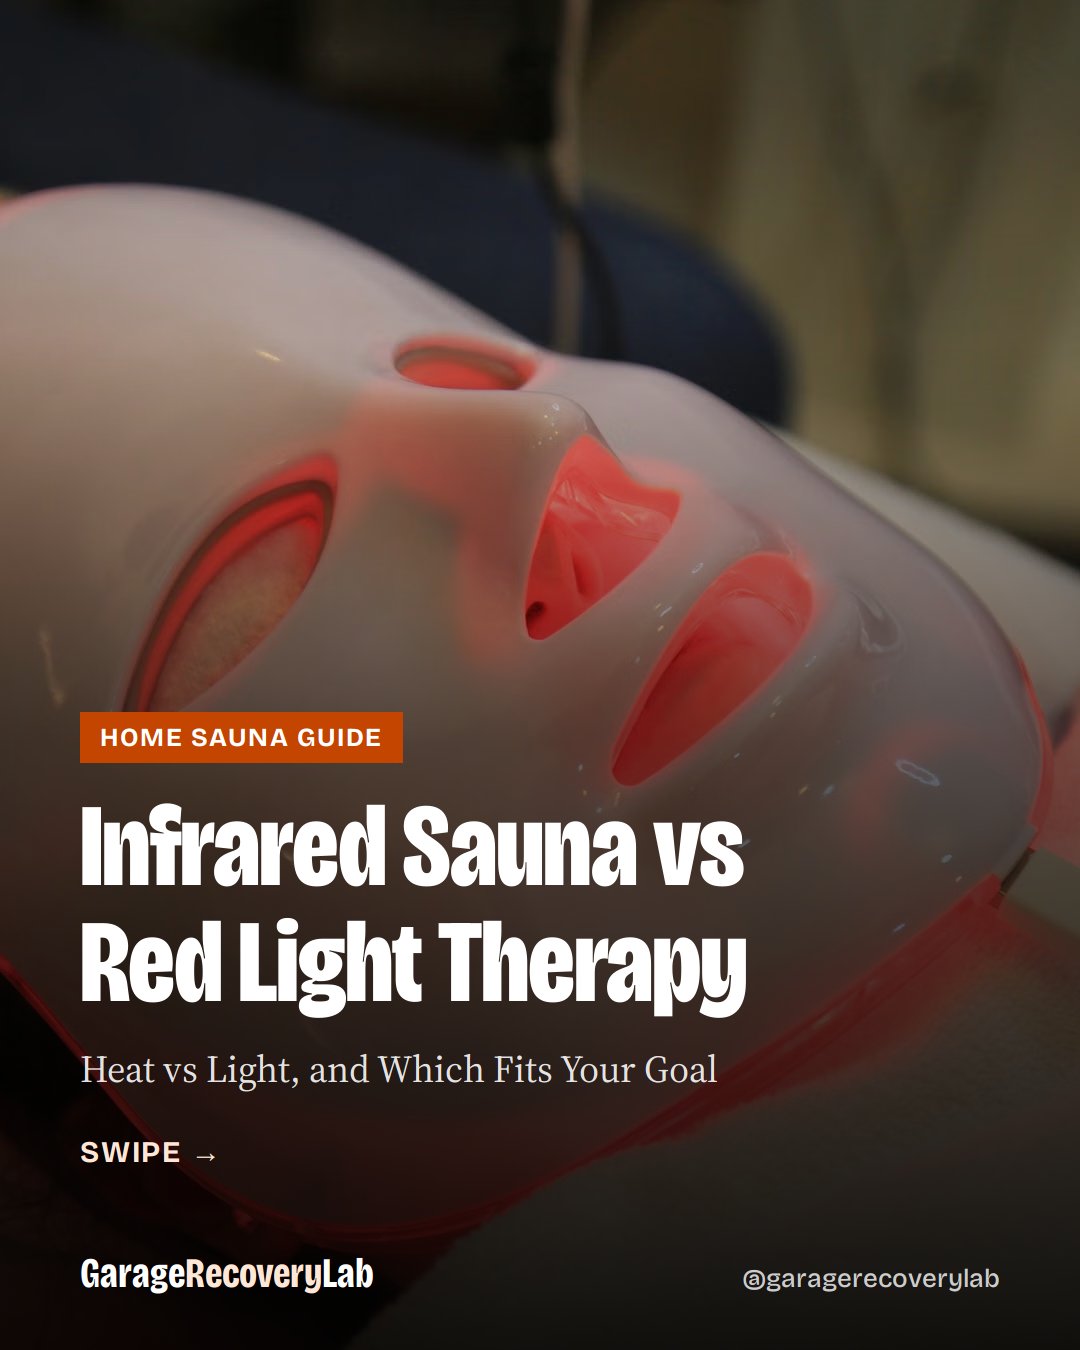 HOME SAUNA GUIDE
Infrared Sauna vs
Red Light Therapy
Heat vs Light, and Which Fits Your Goal
SWIPE →
GarageRecoveryLab
@garagerecoverylab